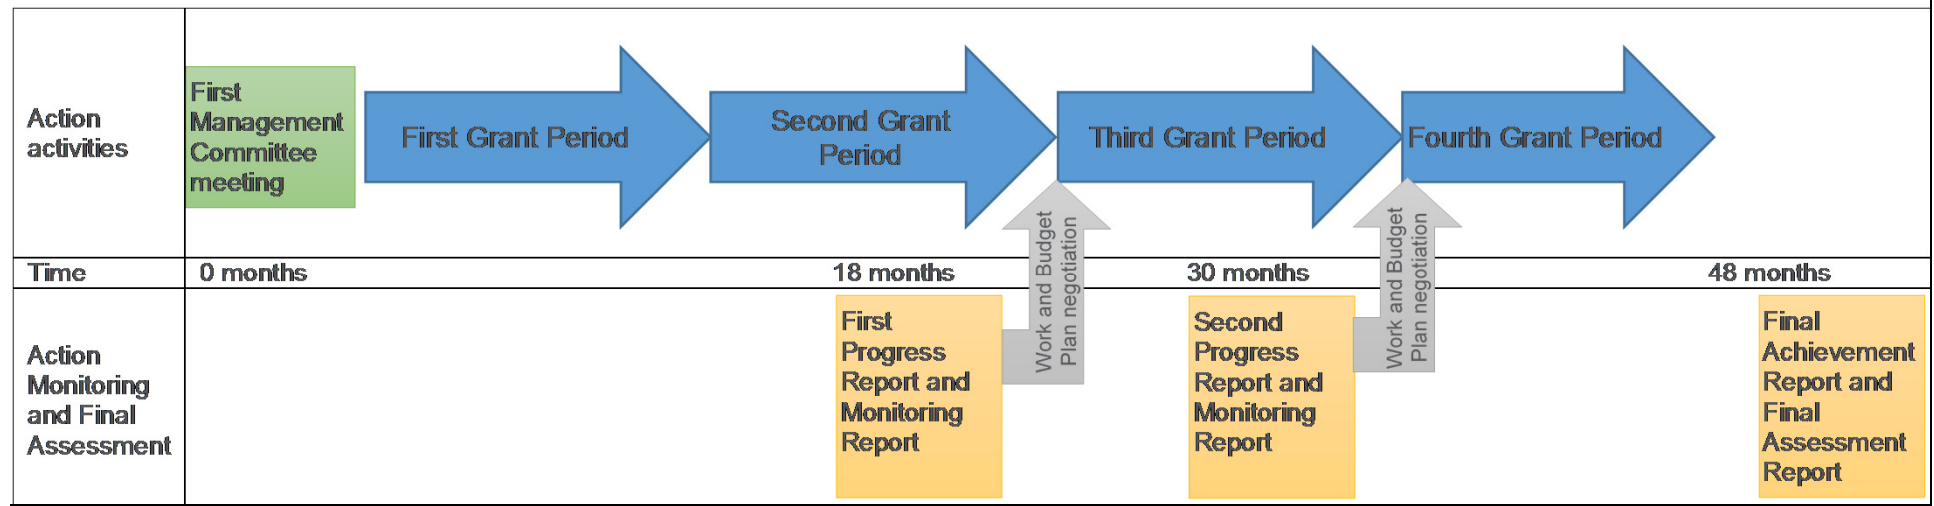 Action
activities
First
Management
Committee
meeting
First Grant Period
Second Grant
Period
Third Grant Period
Fourth Grant Period
Work and Budget
Plan negotiation
Work and Budget
Plan negotiation
Time
0 months
18 months
30 months
48 months
Action
Monitoring
and Final
Assessment
First
Progress
Report and
Monitoring
Report
Second
Progress
Report and
Monitoring
Report
Final
Achievement
Report and
Final
Assessment
Report